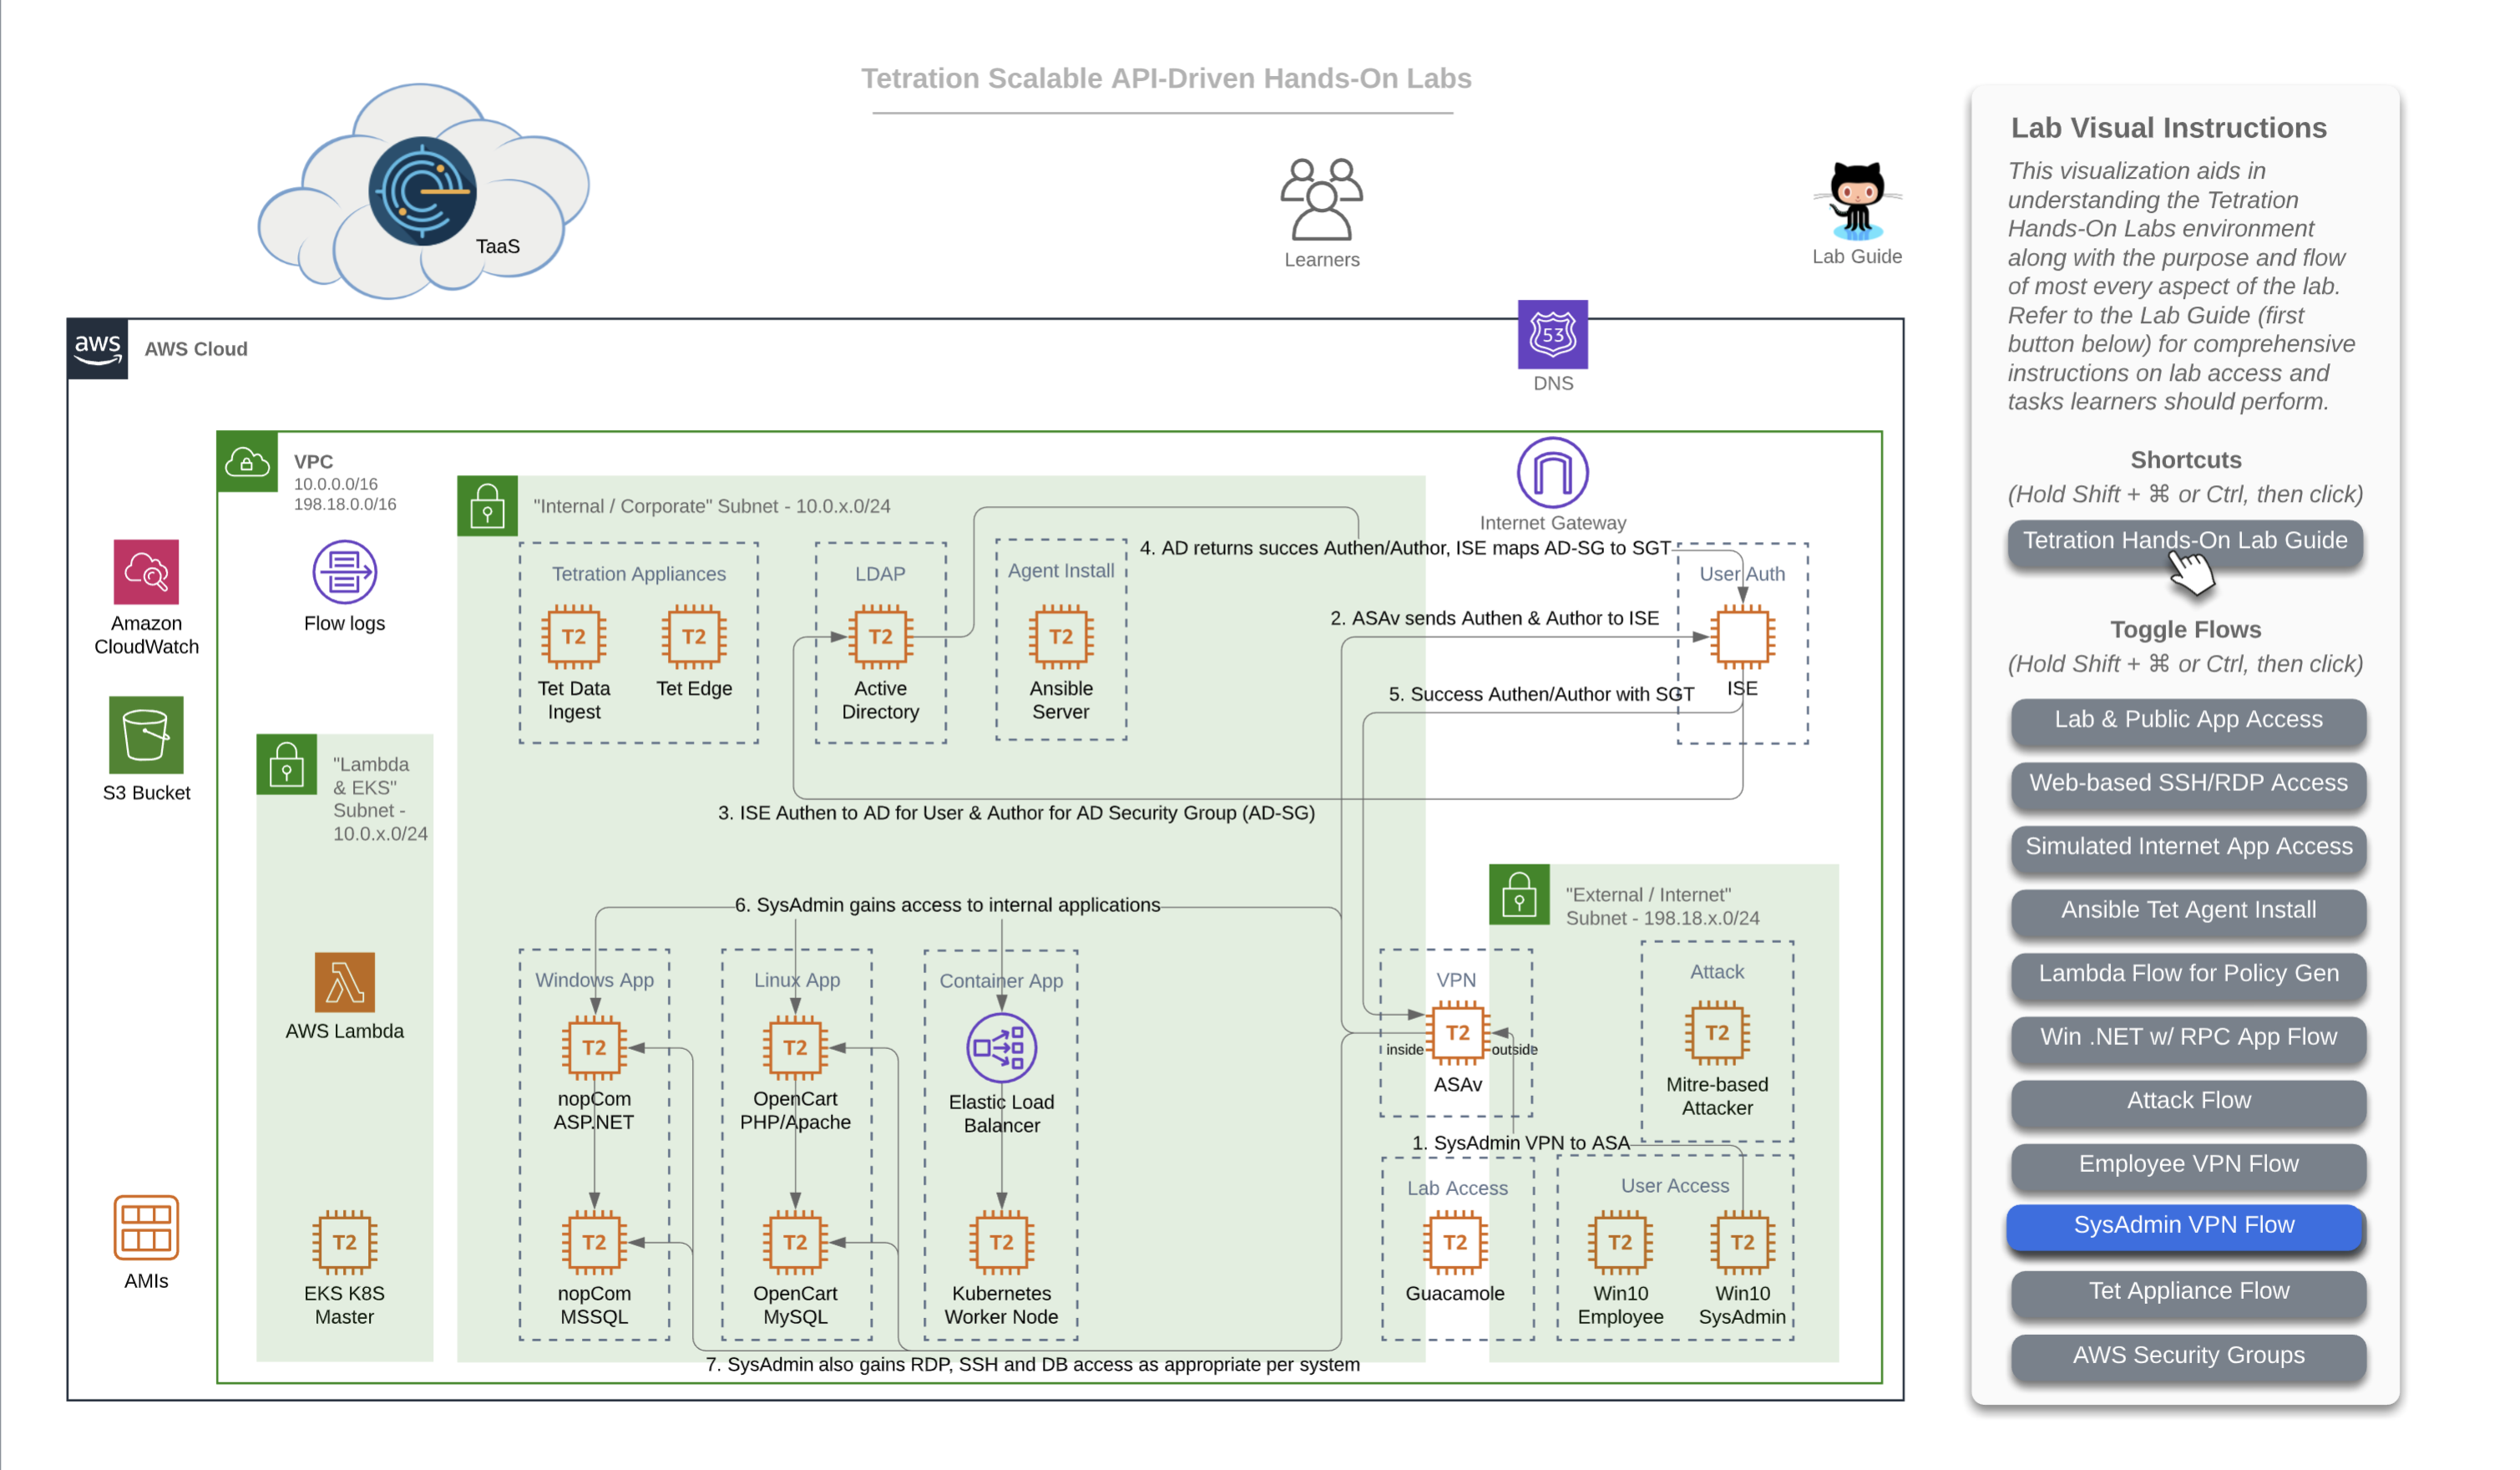 Tetration Scalable API-Driven Hands-On Labs
TaaS
Learners
Lab Guide
aws
AWS Cloud
53
DNS
VPC
10.0.0.0/16
198.18.0.0/16
"Internal / Corporate" Subnet - 10.0.x.0/24
Internet Gateway
4. AD returns succes Authen/Author, ISE maps AD-SG to SGT
Tetration Appliances
LDAP
Agent Install
User Auth
Amazon
CloudWatch
Flow logs
T2
Tet Data
Ingest
T2
Tet Edge
T2
Active
Directory
T2
Ansible
Server
2. ASAv sends Authen & Author to ISE
ISE
5. Success Authen/Author with SGT
S3 Bucket
"Lambda
& EKS"
Subnet -
10.0.x.0/24
3. ISE Authen to AD for User & Author for AD Security Group (AD-SG)
6. SysAdmin gains access to internal applications
"External / Internet"
Subnet - 198.18.x.0/24
Windows App
Linux App
Container App
VPN
Attack
AWS Lambda
T2
nopCom
ASP.NET
T2
OpenCart
PHP/Apache
Elastic Load
Balancer
T2
inside
outside
ASAv
T2
Mitre-based
Attacker
1. SysAdmin VPN to ASA
Lab Access
User Access
AMIs
T2
EKS K8S
Master
T2
nopCom
MSSQL
T2
OpenCart
MySQL
T2
Kubernetes
Worker Node
T2
Guacamole
T2
Win10
Employee
T2
Win10
SysAdmin
7. SysAdmin also gains RDP, SSH and DB access as appropriate per system
Lab Visual Instructions
This visualization aids in
understanding the Tetration
Hands-On Labs environment
along with the purpose and flow
of most every aspect of the lab.
Refer to the Lab Guide (first
button below) for comprehensive
instructions on lab access and
tasks learners should perform.
Shortcuts
(Hold Shift + ⌘ or Ctrl, then click)
Tetration Hands-On Lab Guide
Toggle Flows
(Hold Shift + ⌘ or Ctrl, then click)
Lab & Public App Access
Web-based SSH/RDP Access
Simulated Internet App Access
Ansible Tet Agent Install
Lambda Flow for Policy Gen
Win .NET w/ RPC App Flow
Attack Flow
Employee VPN Flow
SysAdmin VPN Flow
Tet Appliance Flow
AWS Security Groups